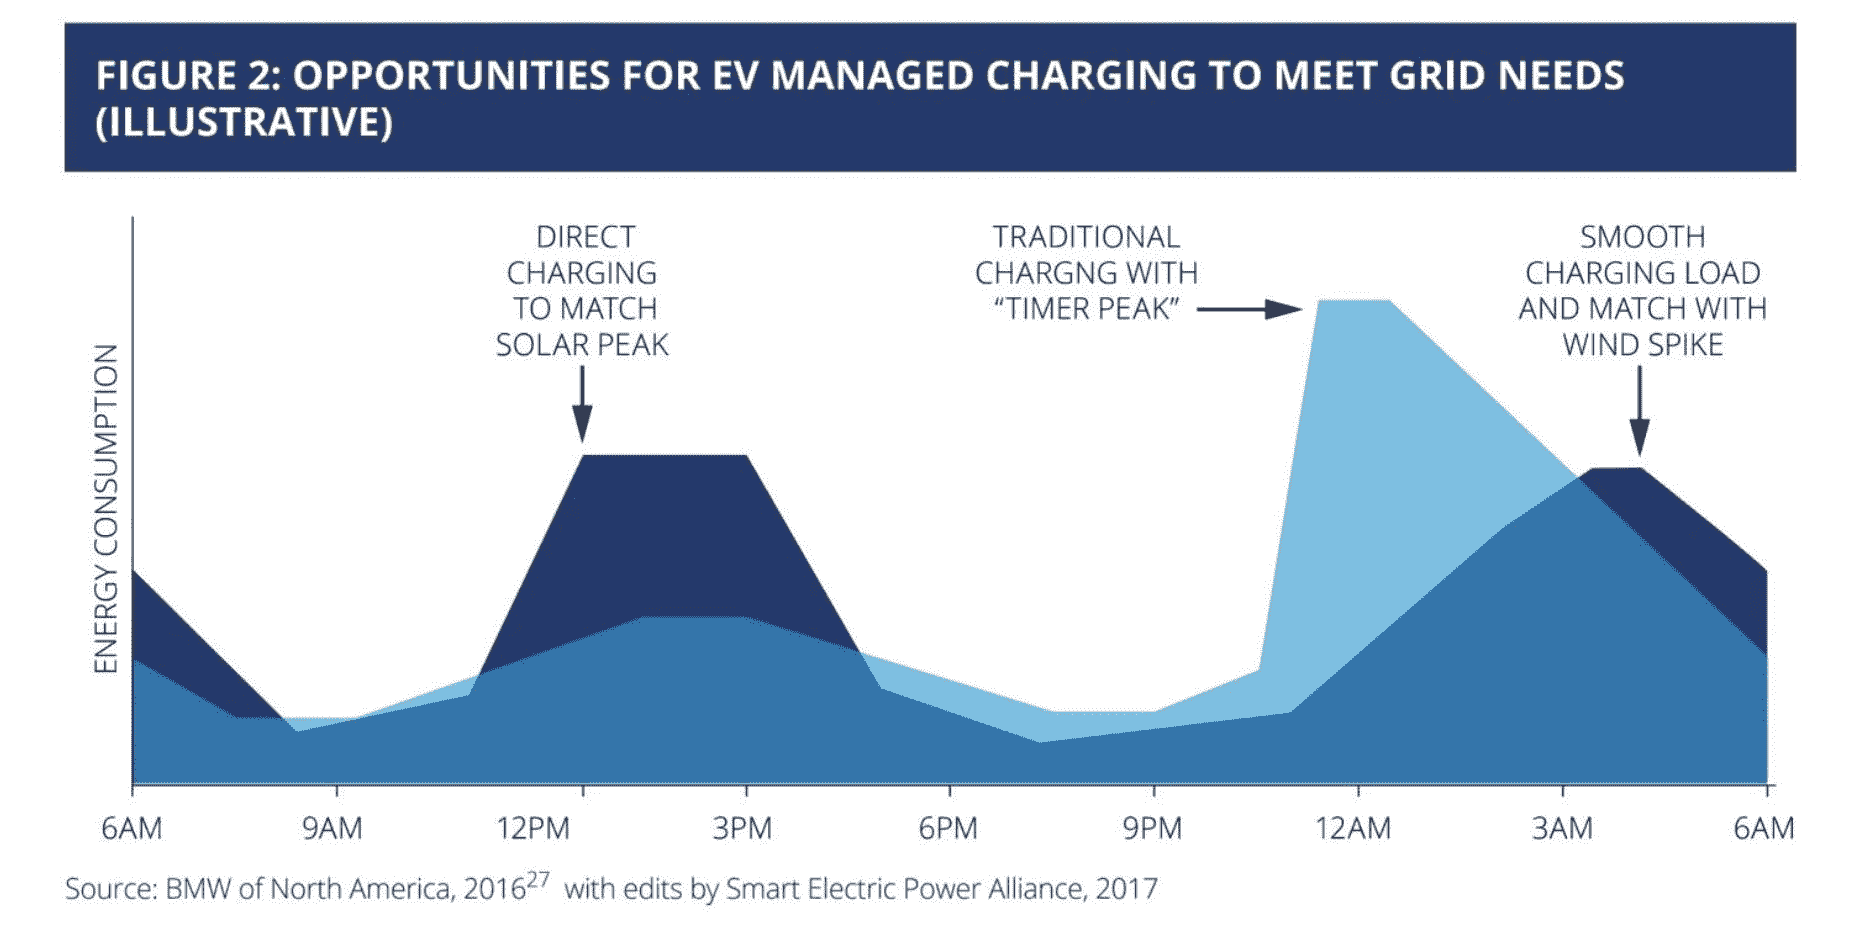 FIGURE 2: OPPORTUNITIES FOR EV MANAGED CHARGING TO MEET GRID NEEDS
(ILLUSTRATIVE)
DIRECT
CHARGING
TO MATCH
SOLAR PEAK
TRADITIONAL
CHARGNG WITH
“TIMER PEAK”
SMOOTH
CHARGING LOAD
AND MATCH WITH
WIND SPIKE
ENERGY CONSUMPTION
6AM 9AM 12PM 3PM 6PM 9PM 12AM 3AM 6AM
Source: BMW of North America, 2016²⁷ with edits by Smart Electric Power Alliance, 2017